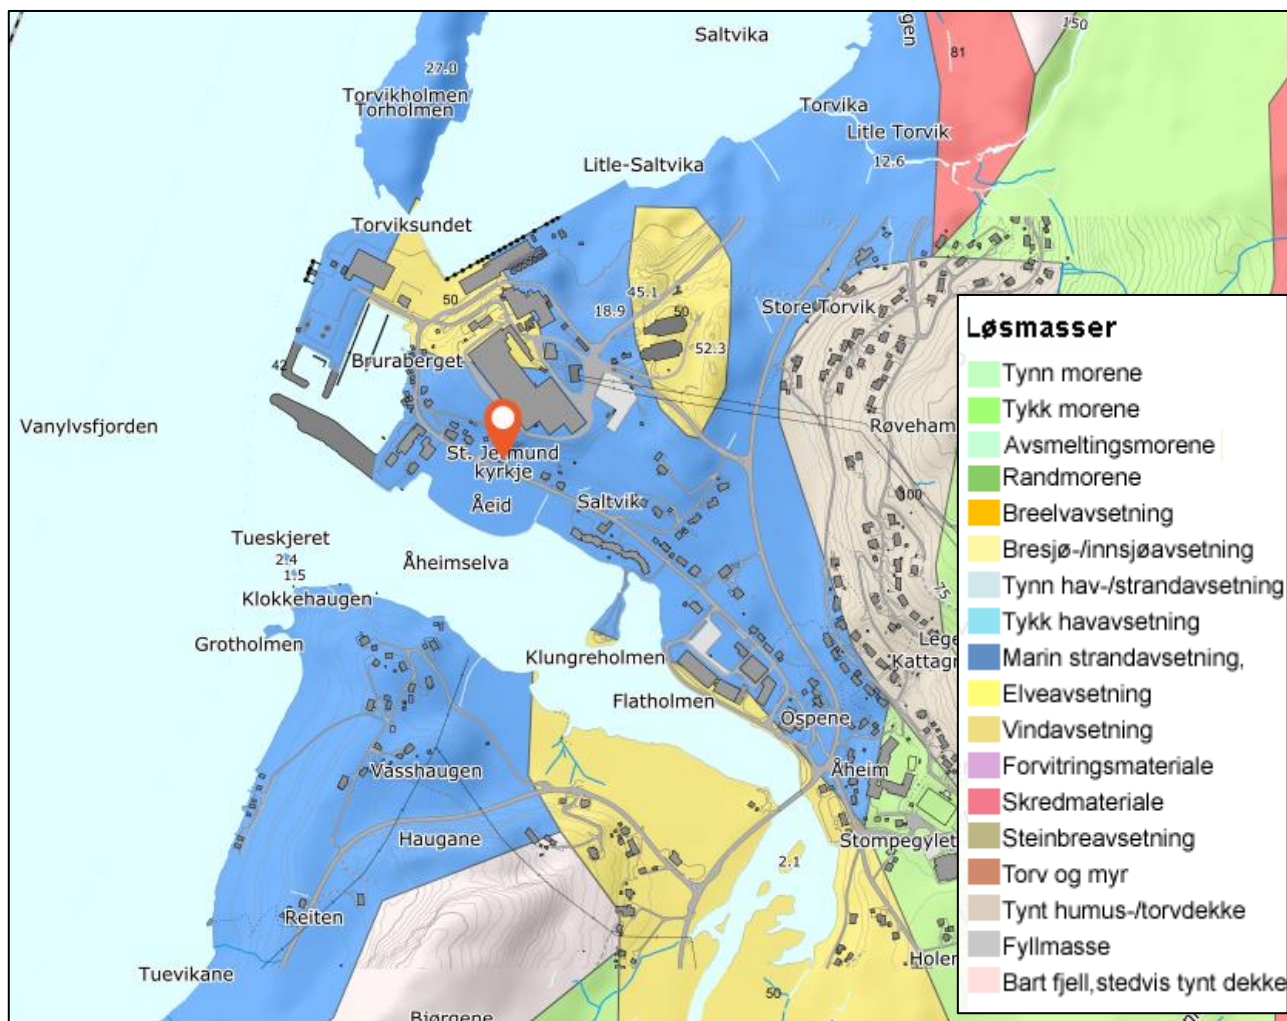 Saltvika
150
81
27.0
Torvikholmen
Torholmen
Torvika
Litle Torvik
12.6
Litle-Saltvika
Torviksundet
50
45.1
18.9
50
Store Torvik
52.3
42
Bruraberget
Vanylvsfjorden
St. Jetmund
kyrkje
Åeid
Saltvik
100
Tueskjeret
2.4
1.5
Åheimselva
Klokkehaugen
75
Grotholmen
Klungreholmen
Flatholmen
Ospene
Vasshaugen
Åheim
Haugane
Stompegylet
2.1
Reiten
Tuevikane
50
Løsmasser
Tynn morene
Tykk morene
Avsmeltingsmorene
Randmorene
Breelvavsetning
Bresjø-/innsjøavsetning
Tynn hav-/strandavsetning
Tykk havavsetning
Marin strandavsetning,
Elveavsetning
Vindavsetning
Forvitringsmateriale
Skredmateriale
Steinbreavsetning
Torv og myr
Tynt humus-/torvdekke
Fyllmasse
Bart fjell,stedvis tynt dekke